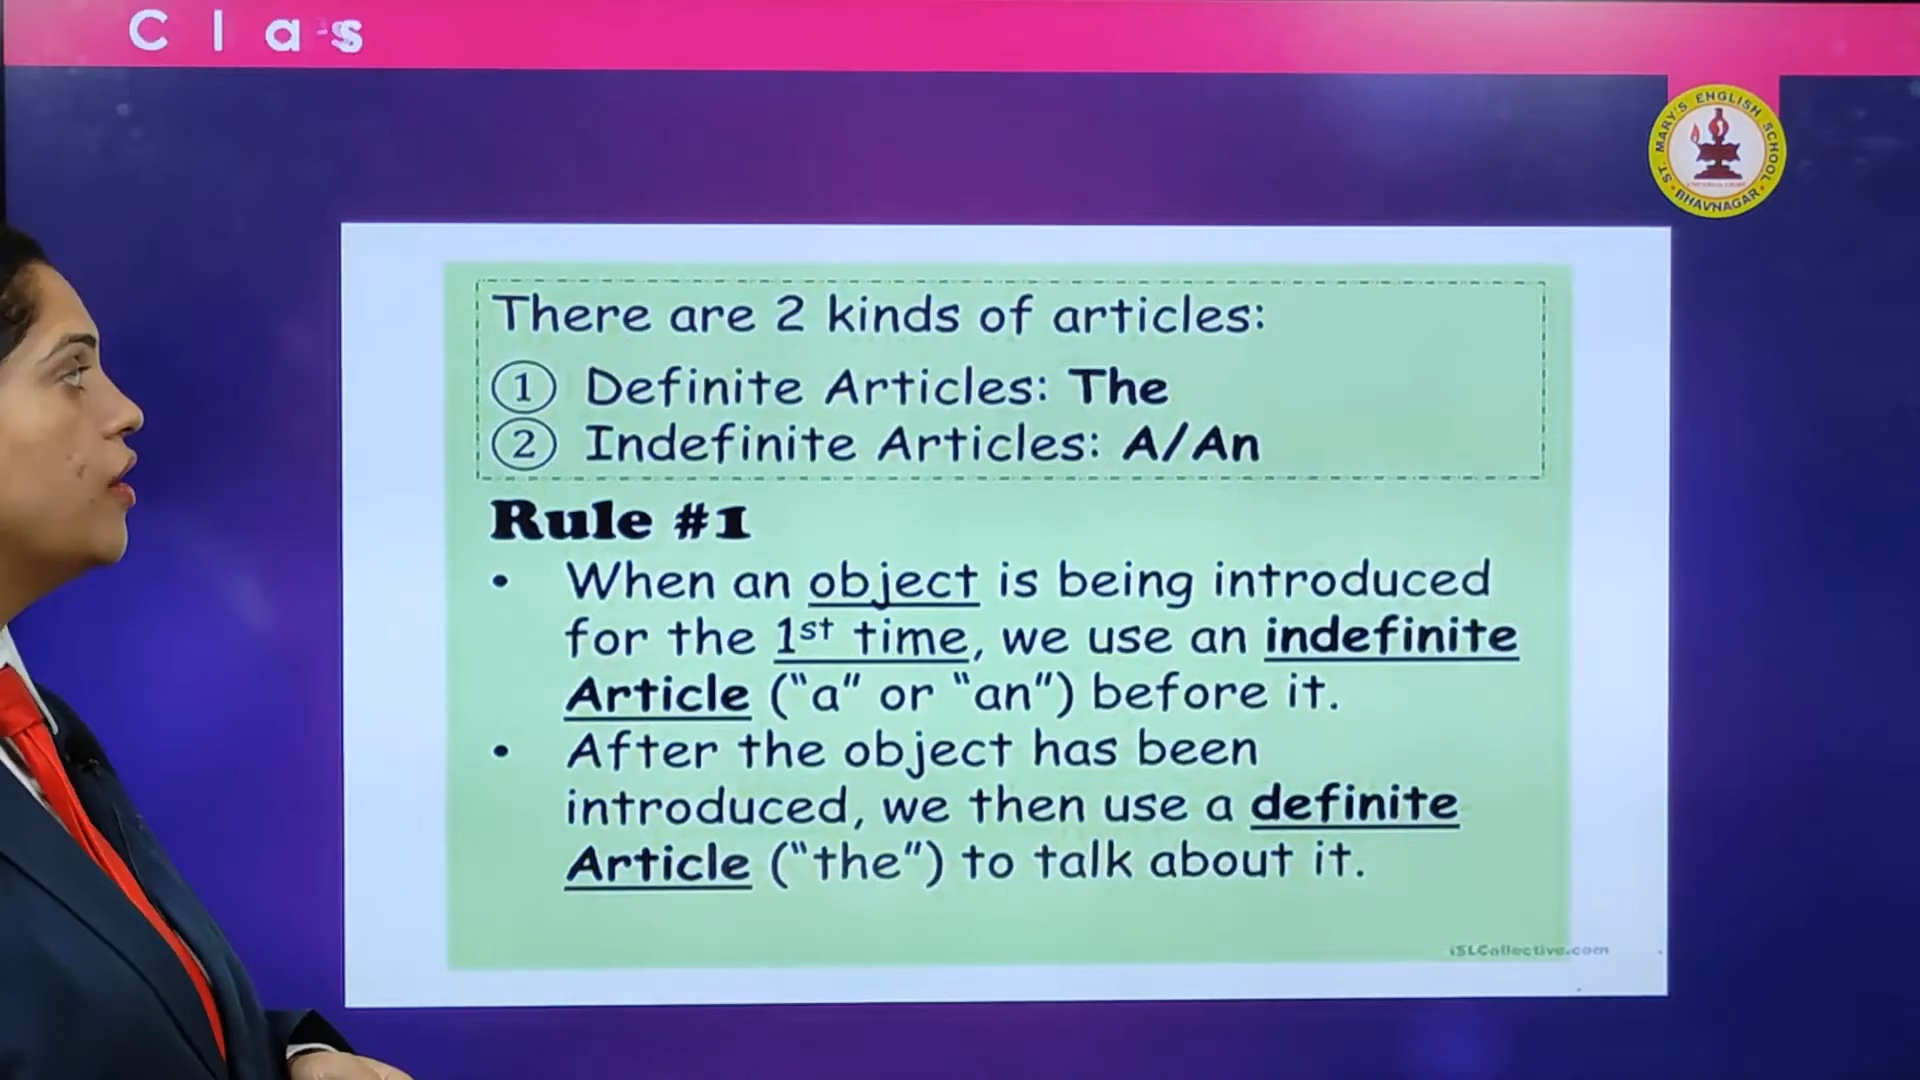 C l a s
ST. MARY'S ENGLISH SCHOOL
BHAVNAGAR
There are 2 kinds of articles:
1 Definite Articles: The
2 Indefinite Articles: A/An
Rule #1
• When an object is being introduced
for the 1st time, we use an indefinite
Article ("a" or "an") before it.
• After the object has been
introduced, we then use a definite
Article ("the") to talk about it.
iSLCollective.com